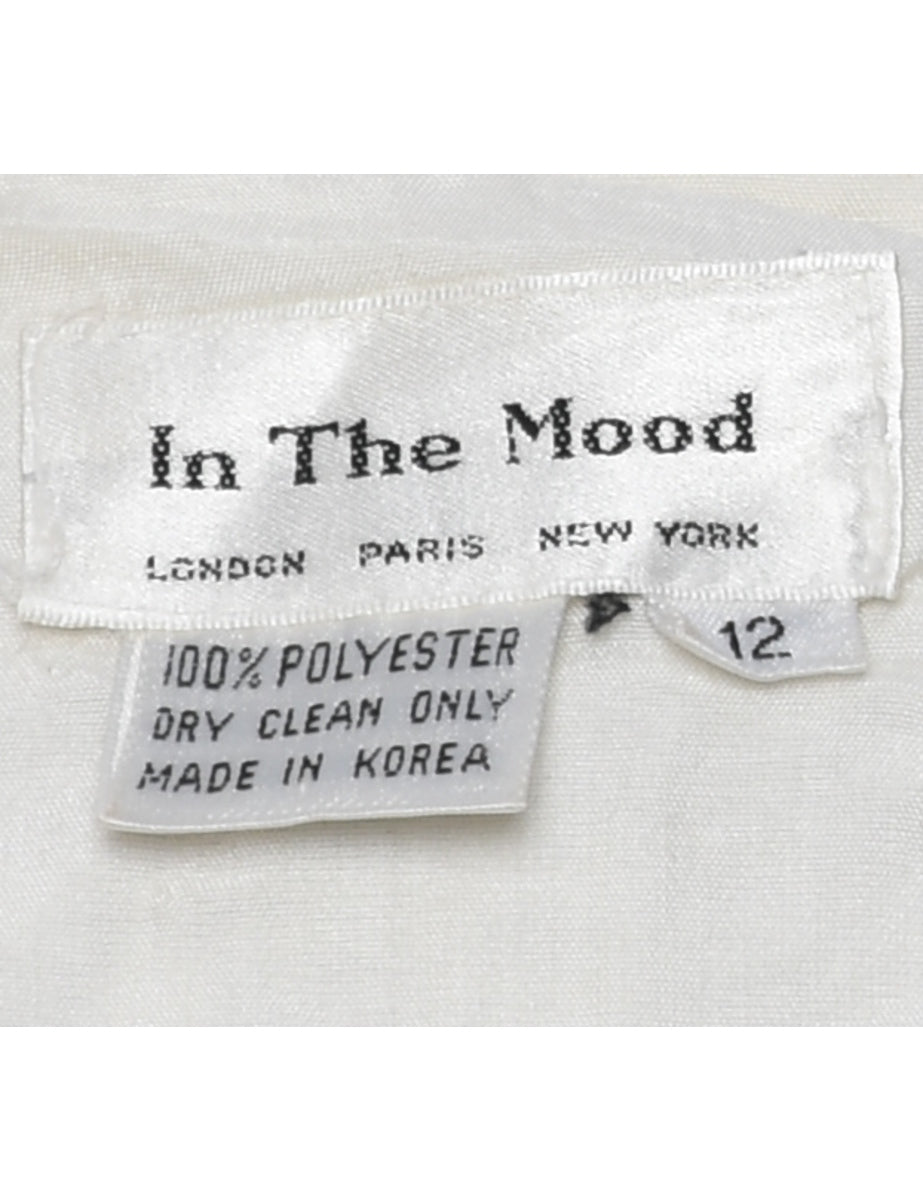 In The Mood
LONDON PARIS NEW YORK
12
100% POLYESTER
DRY CLEAN ONLY
MADE IN KOREA